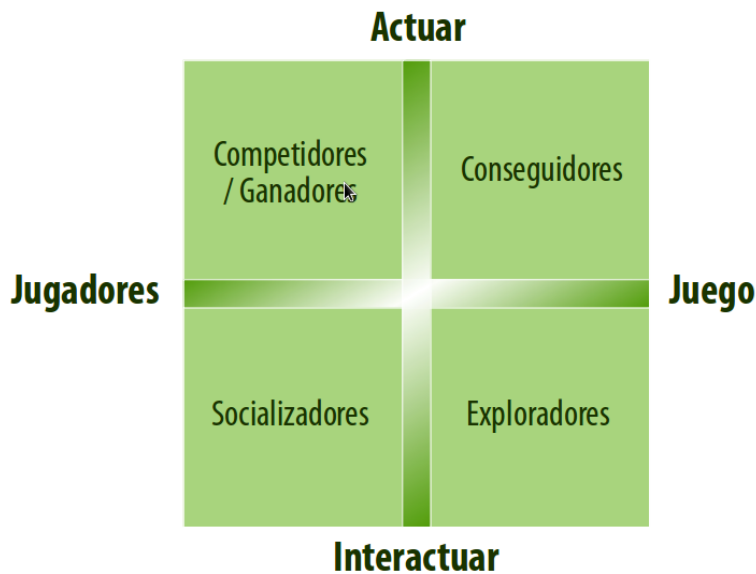 Actuar
Competidores
/ Ganadores
Conseguidores
Jugadores
Juego
Socializadores
Exploradores
Interactuar